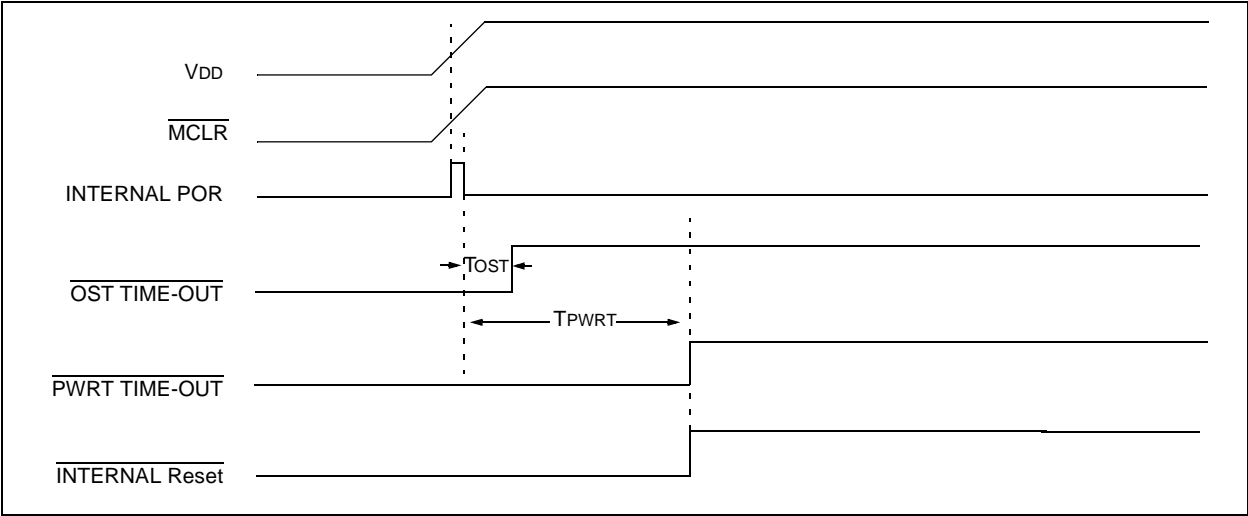 VDD
MCLR
INTERNAL POR
TOST
OST TIME-OUT
TPWRT
PWRT TIME-OUT
INTERNAL Reset